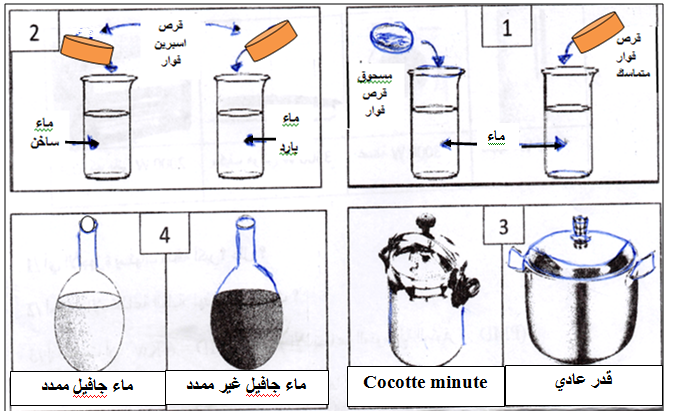 1
قرص
فوار
متماسك
مسحوق
قرص
فوار
ماء
2
قرص
اسبرين
فوار
ماء
ساخن
ماء
بارد
3
قدر عادي
Cocotte minute
4
ماء جافيل غير ممدد
ماء جافيل ممدد